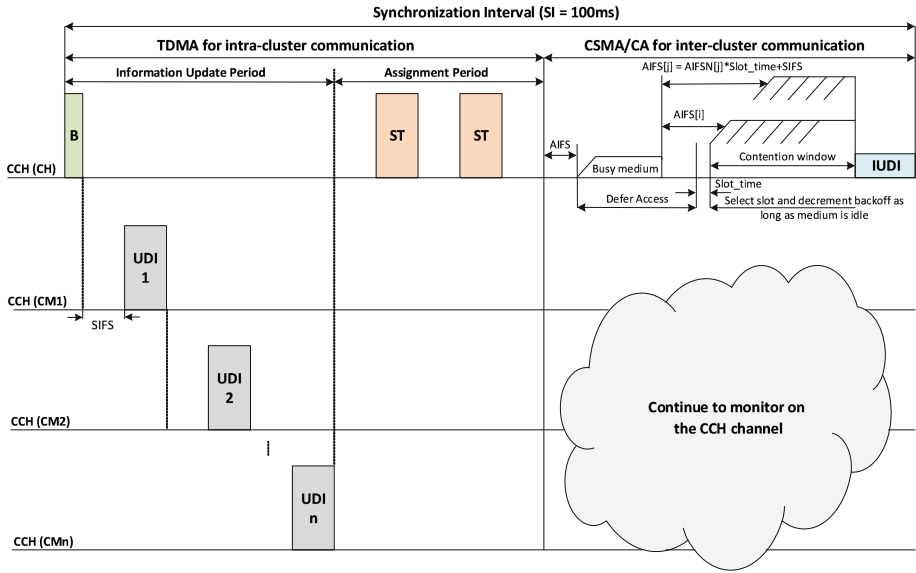 Synchronization Interval (SI = 100ms)
TDMA for intra-cluster communication
CSMA/CA for inter-cluster communication
Information Update Period
Assignment Period
AIFS[j] = AIFSN[j]*Slot_time+SIFS
AIFS[i]
B
ST
ST
AIFS
Busy medium
Contention window
IUDI
CCH (CH)
Slot_time
Defer Access
Select slot and decrement backoff as
long as medium is idle
UDI
1
CCH (CM1)
SIFS
UDI
2
CCH (CM2)
Continue to monitor on
the CCH channel
UDI
n
CCH (CMn)